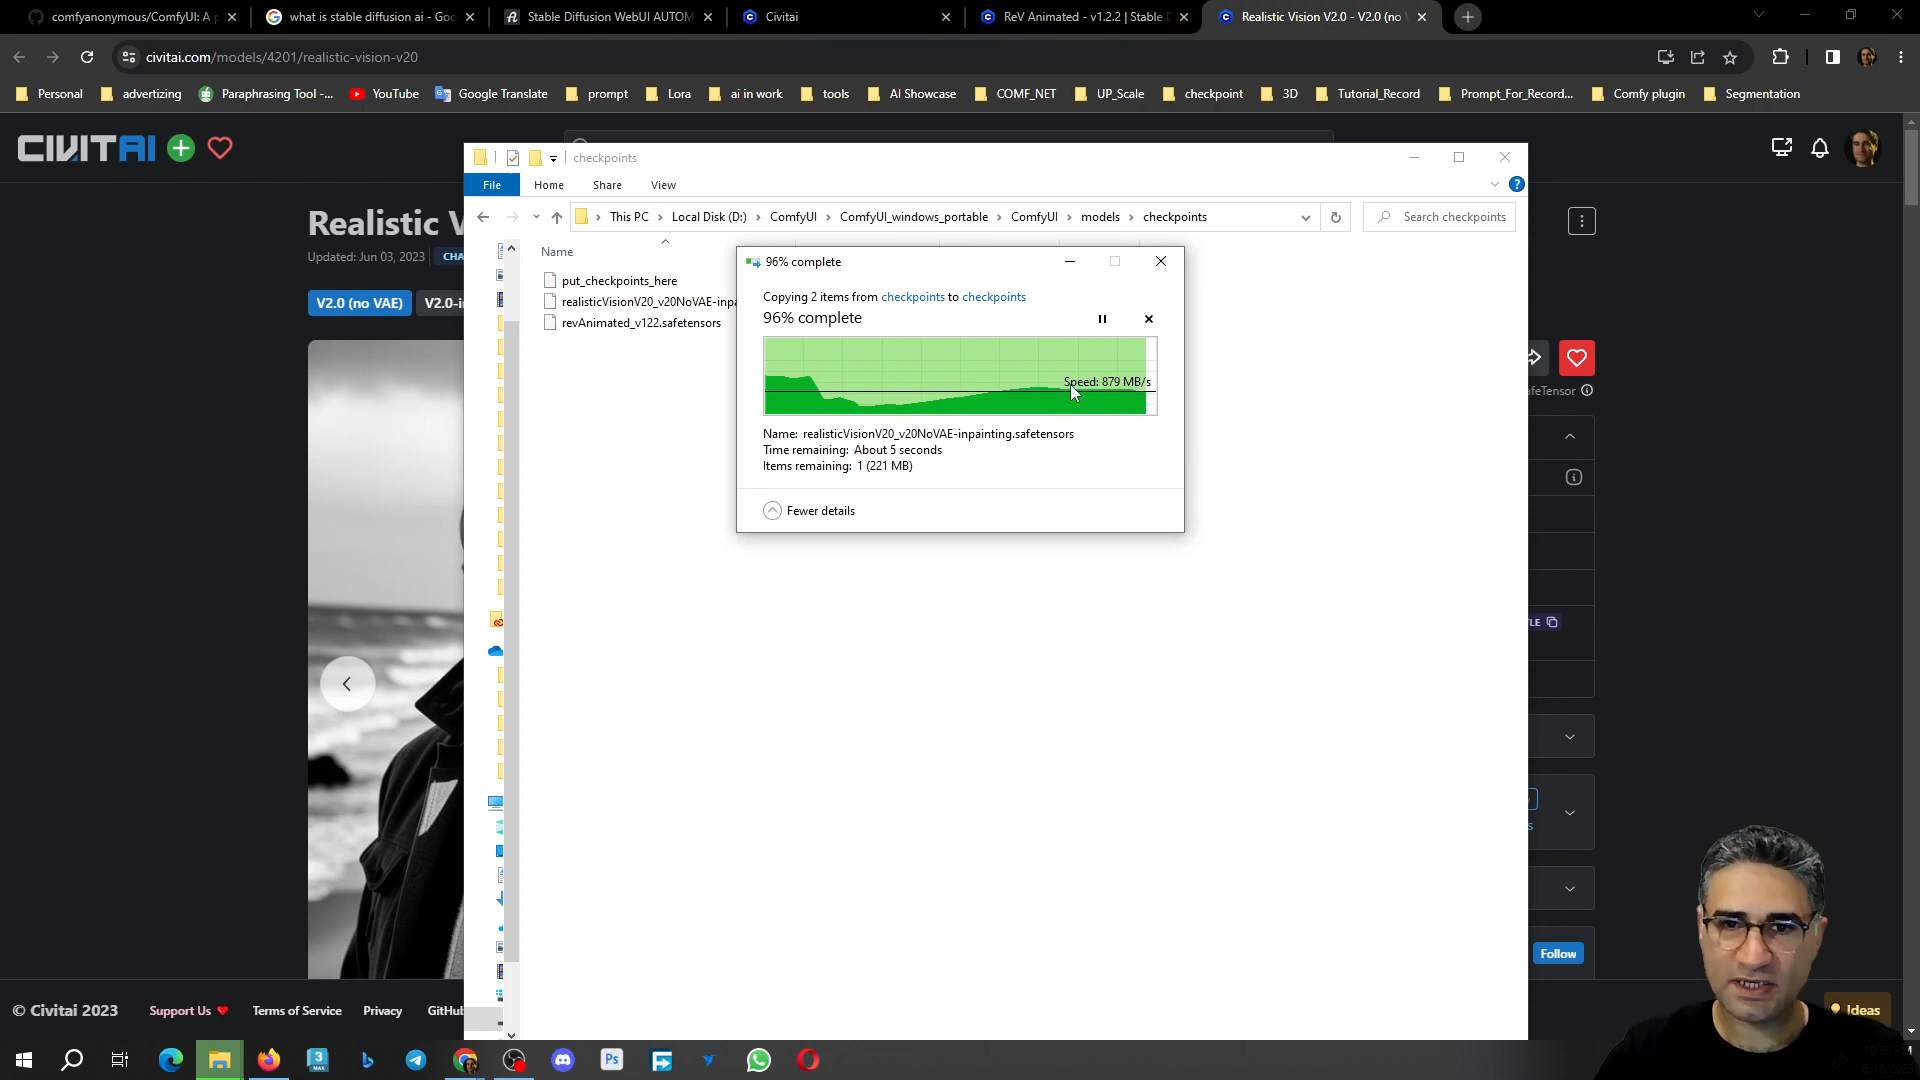 comfyanonymous/ComfyUI: A p
what is stable diffusion ai - Goo
Stable Diffusion WebUI AUTOM
Civitai
ReV Animated - v1.2.2 | Stable D
Realistic Vision V2.0 - V2.0 (no V
civitai.com/models/4201/realistic-vision-v20
Personal
advertizing
Paraphrasing Tool -...
YouTube
Google Translate
prompt
Lora
ai in work
tools
AI Showcase
COMF_NET
UP_Scale
checkpoint
3D
Tutorial_Record
Prompt_For_Record...
Comfy plugin
Segmentation
CIVITAI
checkpoints
File
Home
Share
View
This PC > Local Disk (D:) > ComfyUI > ComfyUI_windows_portable > ComfyUI > models > checkpoints
Search checkpoints
Realistic V
Updated: Jun 03, 2023
CHA
V2.0 (no VAE)
V2.0-i
Name
put_checkpoints_here
realisticVisionV20_v20NoVAE-inpa
revAnimated_v122.safetensors
96% complete
Copying 2 items from checkpoints to checkpoints
96% complete
Speed: 879 MB/s
Name: realisticVisionV20_v20NoVAE-inpainting.safetensors
Time remaining: About 5 seconds
Items remaining: 1 (221 MB)
Fewer details
afeTensor
LE
s
Follow
© Civitai 2023
Support Us
Terms of Service
Privacy
GitHub
Ideas
3
MAX
Ps